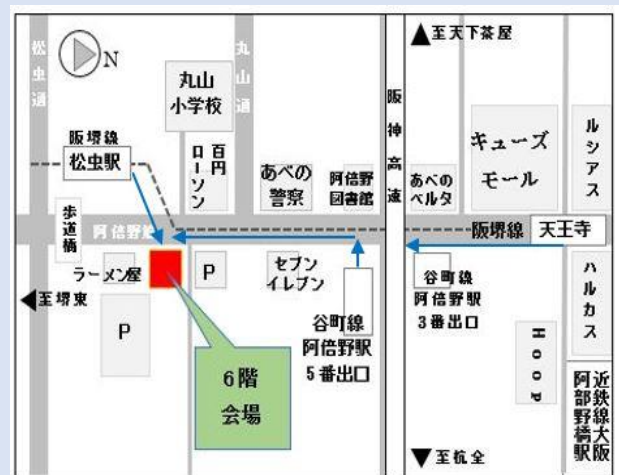 松虫通
N
丸山通
丸山
小学校
阪神高速
▲至天下茶屋
キューズ
モール
ルシアス
阪堺線
松虫駅
百円
ローソン
あべの
警察
阿倍野
図書館
あべの
ベルタ
歩道橋
阿倍野
阪堺線
天王寺
ラーメン屋
P
セブン
イレブン
谷町線
阿倍野駅
3番出口
ハルカス
◀至堺東
P
谷町線
阿倍野駅
5番出口
Hoop
6階
会場
近鉄線大阪
阿部野橋駅
▼至杭全